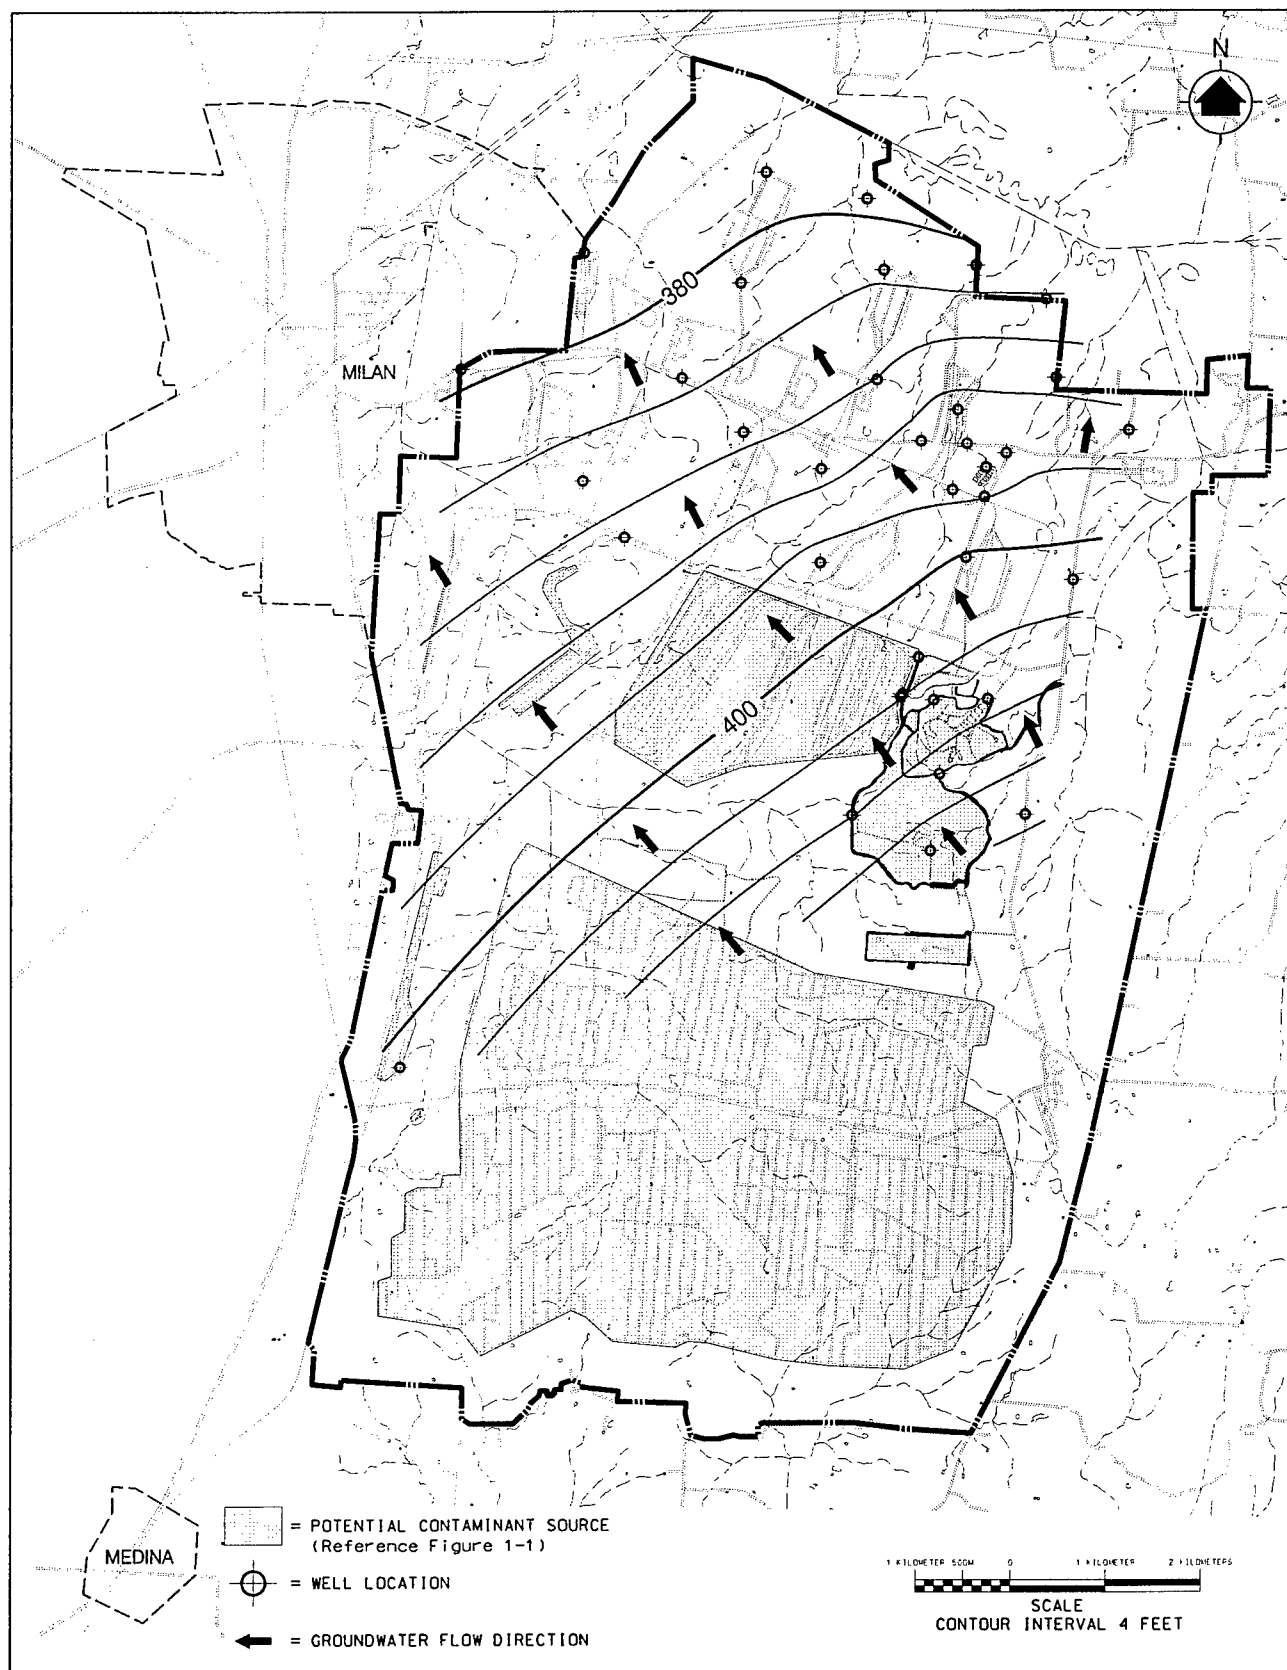 N
380
MILAN
400
MEDINA
= POTENTIAL CONTAMINANT SOURCE
(Reference Figure 1-1)
= WELL LOCATION
= GROUNDWATER FLOW DIRECTION
1 KILOMETER 500M 0 1 KILOMETER 2 KILOMETERS
SCALE
CONTOUR INTERVAL 4 FEET